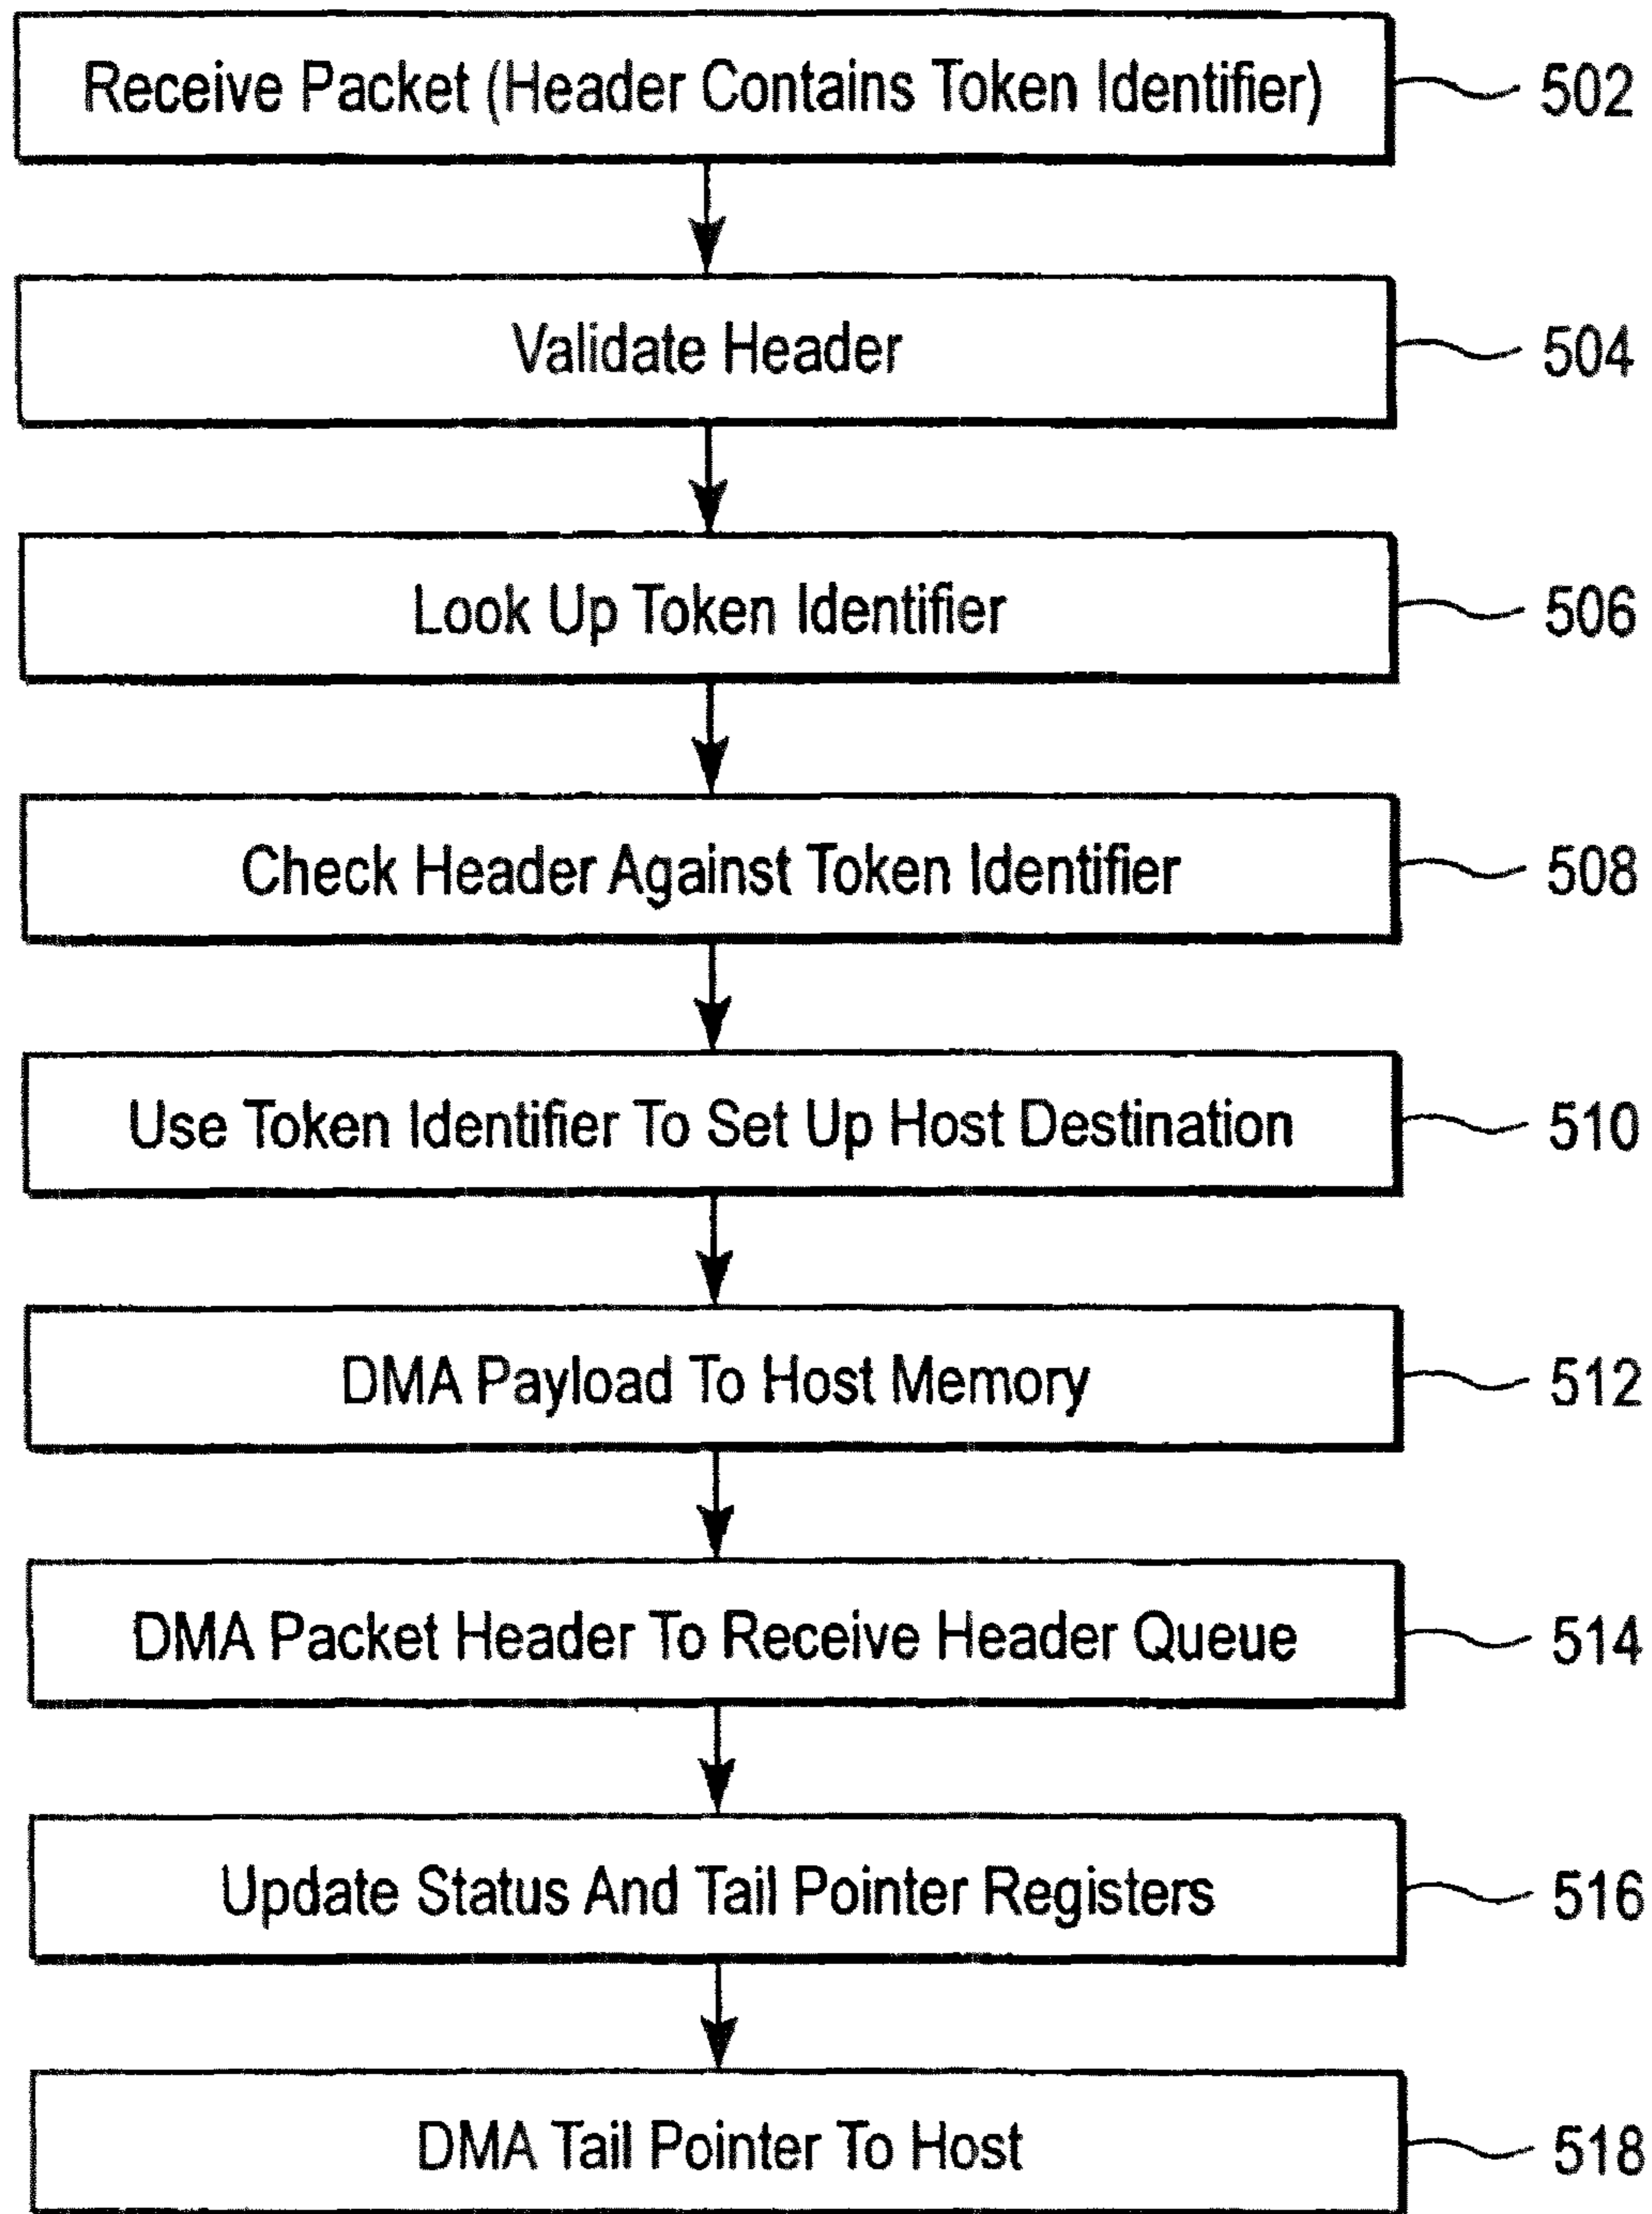 Receive Packet (Header Contains Token Identifier) 502
Validate Header 504
Look Up Token Identifier 506
Check Header Against Token Identifier 508
Use Token Identifier To Set Up Host Destination 510
DMA Payload To Host Memory 512
DMA Packet Header To Receive Header Queue 514
Update Status And Tail Pointer Registers 516
DMA Tail Pointer To Host 518